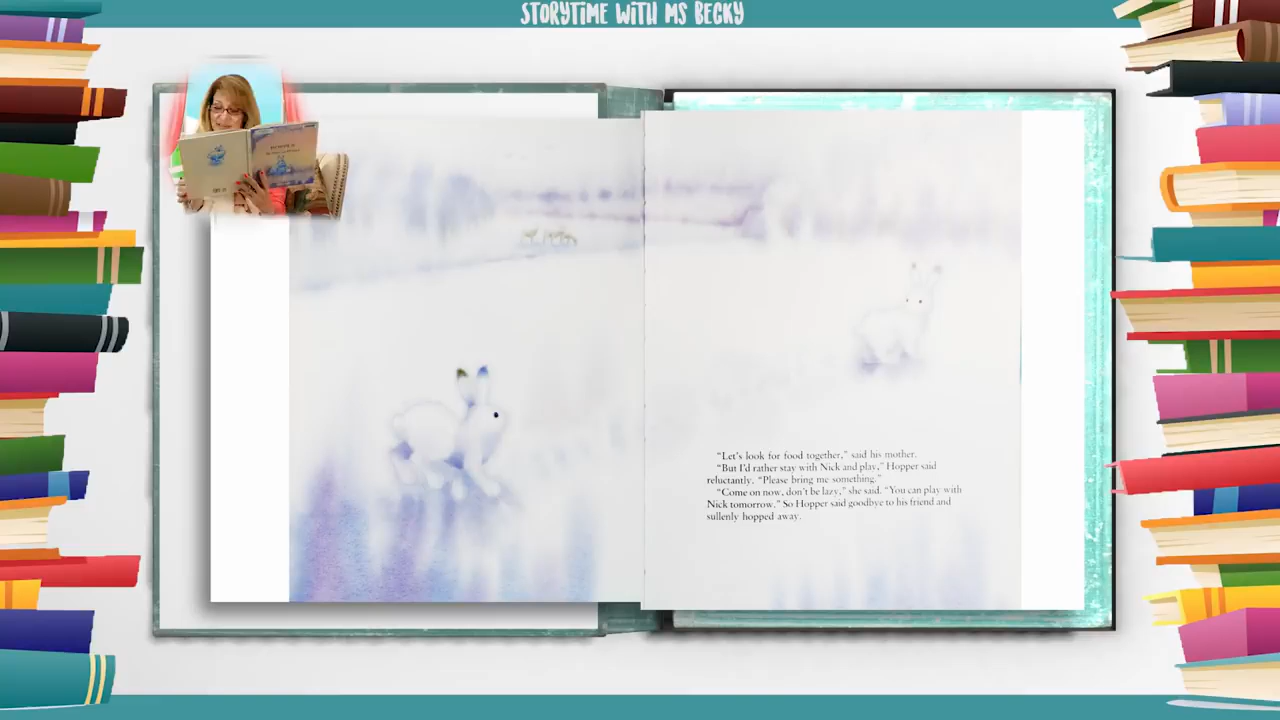 STORYTIME WITH MS BECKY
“Let’s look for food together,” said his mother.
“But I’d rather stay with Nick and play,” Hopper said
reluctantly. “Please bring me something.”
“Come on now, don’t be lazy,” she said. “You can play with
Nick tomorrow.” So Hopper said goodbye to his friend and
sullenly hopped away.